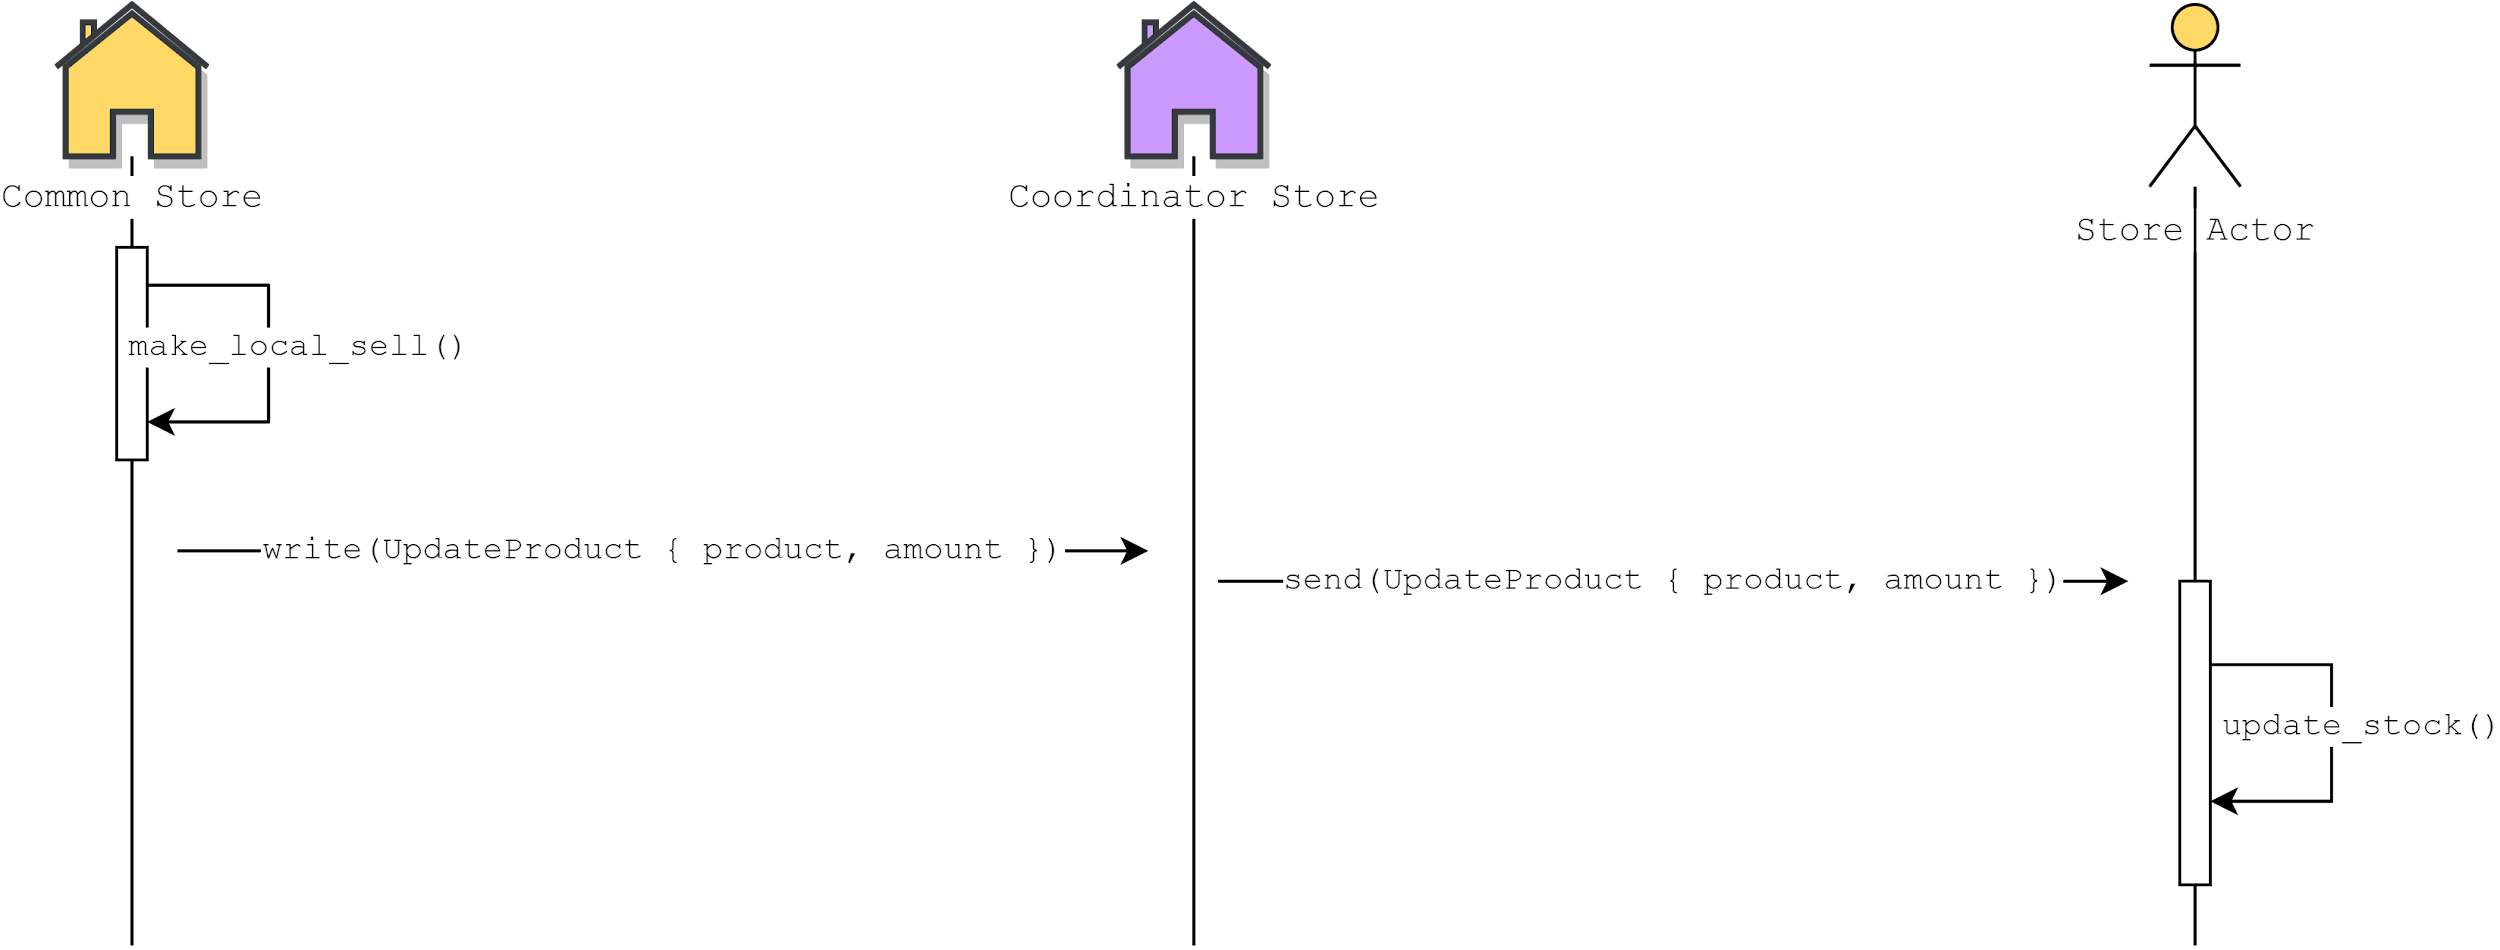 Common Store
Coordinator Store
Store Actor
make_local_sell()
write(UpdateProduct { product, amount })
send(UpdateProduct { product, amount })
update_stock()